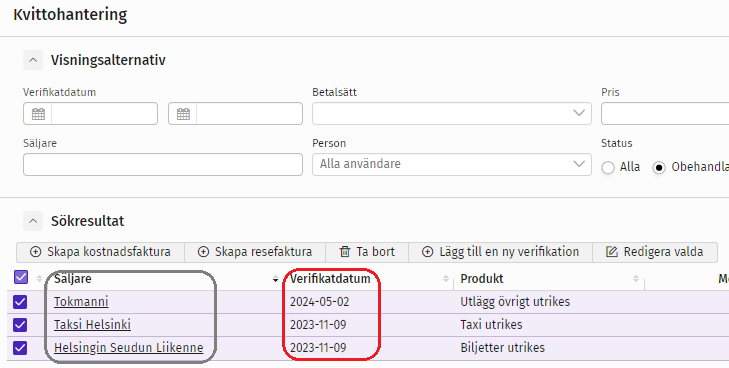 Kvittohantering
Visningsalternativ
Verifikatdatum Betalsätt Pris
Säljare Person Status
Alla användare Alla
Sökresultat
Skapa kostnadsfaktura Skapa resefaktura Ta bort Lägg till en ny verifikation Redigera valda
Säljare Verifikatdatum Produkt
Tokmanni 2024-05-02 Utlägg övrigt utrikes
Taksi Helsinki 2023-11-09 Taxi utrikes
Helsingin Seudun Liikenne 2023-11-09 Biljetter utrikes